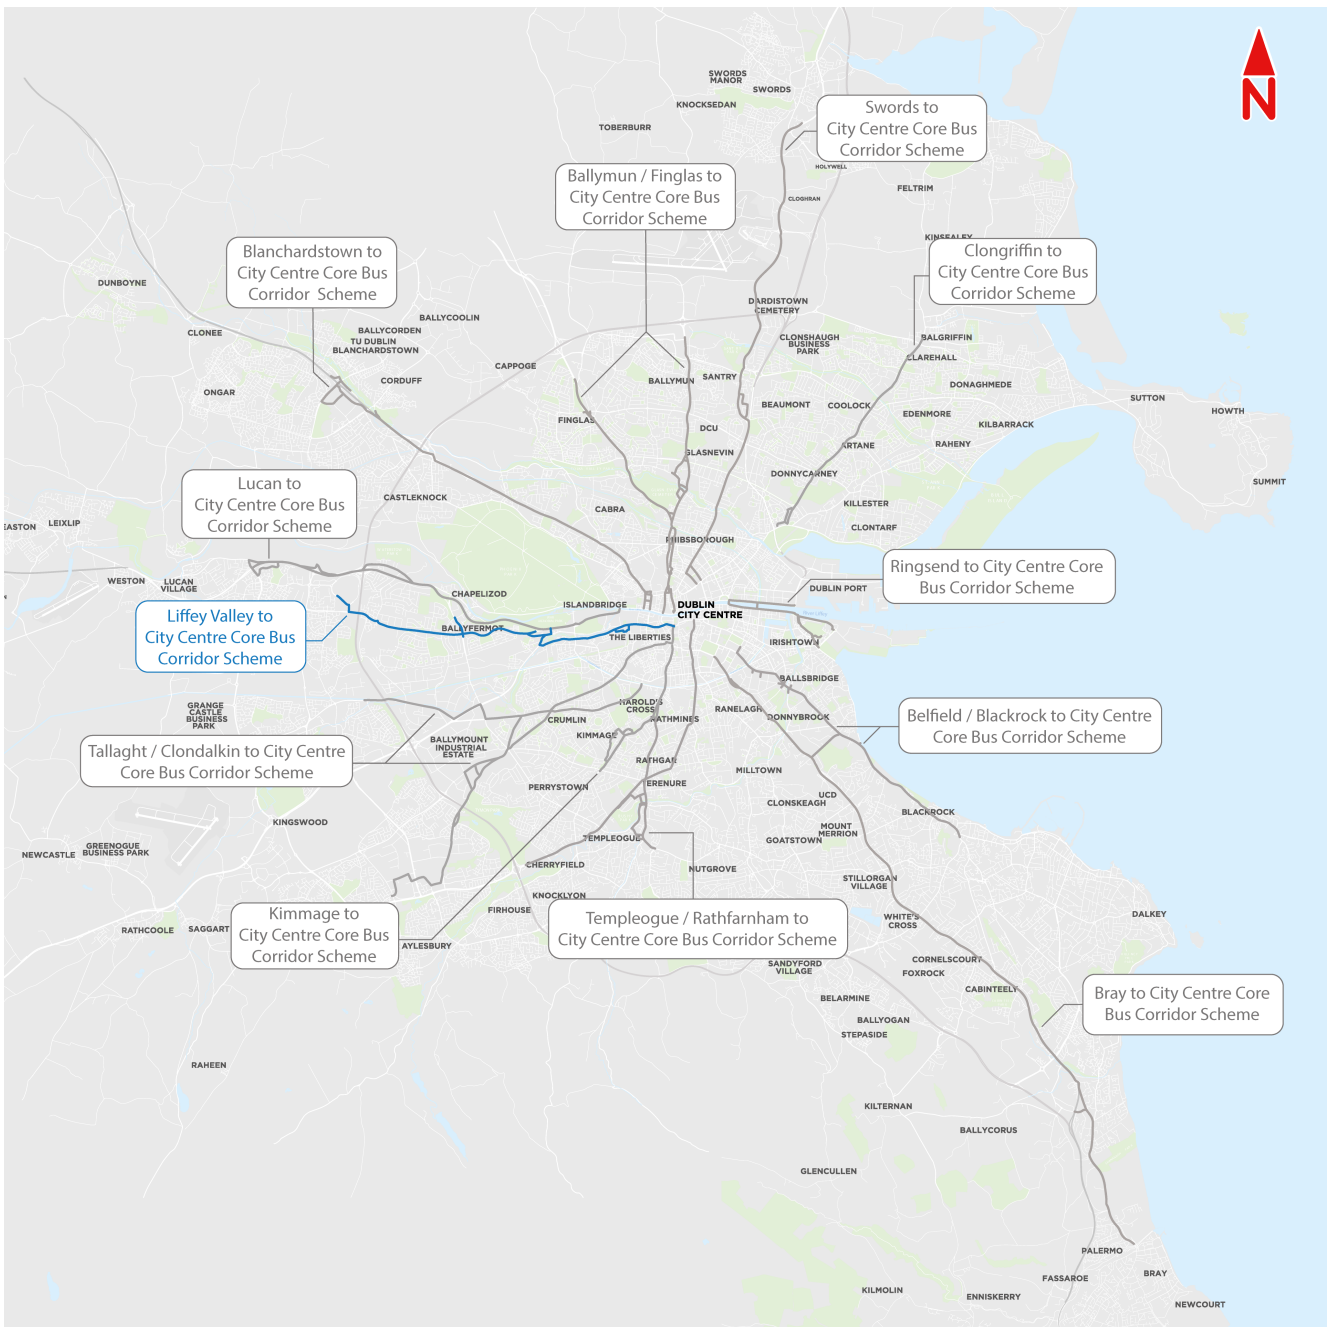 SWORDS
MANOR
SWORDS
KNOCKSEDAN
TOBERBURR
Swords to
City Centre Core Bus
Corridor Scheme
N
HOLYWELL
FELTRIM
CLOGHRAN
Ballymun / Finglas to
City Centre Core Bus
Corridor Scheme
KINSEALEY
Clongriffin to
City Centre Core Bus
Corridor Scheme
Blanchardstown to
City Centre Core Bus
Corridor Scheme
DUNBOYNE
CLONEE
BALLYCOOLIN
BALLYCORDEN
TU DUBLIN
BLANCHARDSTOWN
CORDUFF
ONGAR
CAPPOGE
DARDISTOWN
CEMETERY
CLONSHAUGH
BUSINESS
PARK
BALGRIFFIN
CLAREHALL
DONAGHMEDE
BALLYMUN
SANTRY
BEAUMONT
COOLOCK
EDENMORE
KILBARRACK
SUTTON
HOWTH
FINGLAS
DCU
GLASNEVIN
ARTANE
RAHENY
DONNYCARNEY
SUMMIT
Lucan to
City Centre Core Bus
Corridor Scheme
CASTLEKNOCK
CABRA
KILLESTER
CLONTARF
PHIBSBOROUGH
EASTON
LEIXLIP
WESTON
LUCAN
VILLAGE
Ringsend to City Centre Core
Bus Corridor Scheme
DUBLIN PORT
CHAPELIZOD
ISLANDBRIDGE
DUBLIN
CITY CENTRE
River Liffey
Liffey Valley to
City Centre Core Bus
Corridor Scheme
BALLYFERMOT
THE LIBERTIES
IRISHTOWN
BALLSBRIDGE
GRANGE
CASTLE
BUSINESS
PARK
HAROLD'S
CROSS
RATHMINES
RANELAGH
DONNYBROOK
CRUMLIN
KIMMAGE
Belfield / Blackrock to City Centre
Core Bus Corridor Scheme
Tallaght / Clondalkin to City Centre
Core Bus Corridor Scheme
BALLYMOUNT
INDUSTRIAL
ESTATE
RATHGAR
MILLTOWN
PERRYSTOWN
TERENURE
UCD
CLONSKEAGH
BLACKROCK
KINGSWOOD
MOUNT
MERRION
GOATSTOWN
TEMPLEOGUE
GREENOGUE
BUSINESS PARK
NEWCASTLE
CHERRYFIELD
NUTGROVE
STILLORGAN
VILLAGE
KNOCKLYON
FIRHOUSE
RATHCOOLE
SAGGART
Kimmage to
City Centre Core Bus
Corridor Scheme
AYLESBURY
Templeogue / Rathfarnham to
City Centre Core Bus Corridor Scheme
WHITE'S
CROSS
DALKEY
SANDYFORD
VILLAGE
CORNELSCOURT
FOXROCK
CABINTEELY
BELARMINE
BALLYOGAN
STEPASIDE
Bray to City Centre Core
Bus Corridor Scheme
RAHEEN
KILTERNAN
BALLYCORUS
GLENCULLEN
PALERMO
FASSAROE
BRAY
KILMOLIN
ENNISKERRY
NEWCOURT